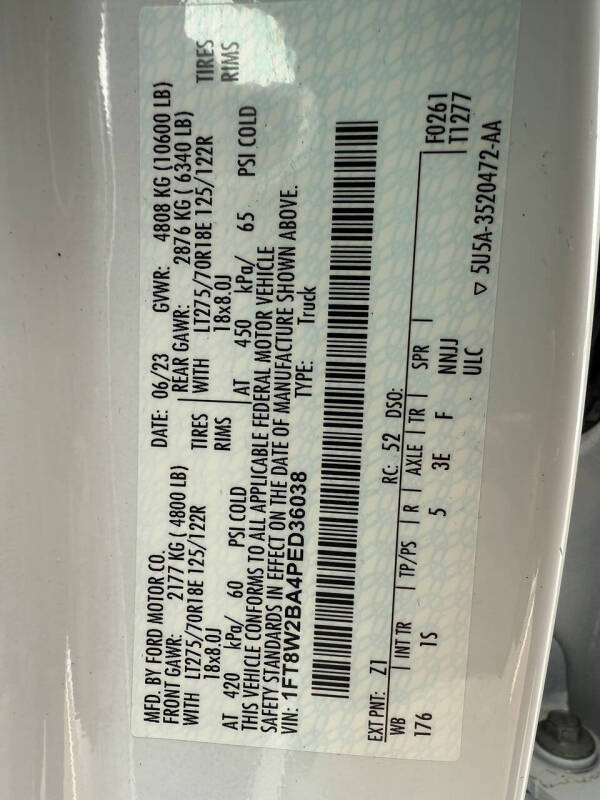 MFD. BY FORD MOTOR CO.
DATE: 06/23 GVWR: 4808 KG (10600 LB)
FRONT GAWR: 2177 KG ( 4800 LB) REAR GAWR: 2876 KG ( 6340 LB)
WITH LT275/70R18E 125/122R TIRES WITH LT275/70R18E 125/122R TIRES
18x8.0J RIMS 18x8.0J RIMS
AT 420 kPa/ 60 PSI COLD AT 450 kPa/ 65 PSI COLD
THIS VEHICLE CONFORMS TO ALL APPLICABLE FEDERAL MOTOR VEHICLE
SAFETY STANDARDS IN EFFECT ON THE DATE OF MANUFACTURE SHOWN ABOVE.
VIN: 1FT8W2BA4PED36038 TYPE: Truck
EXT PNT: Z1 RC: 52 DSO: F0261
WB | INT TR | TP/PS | R | AXLE | TR | SPR | T1277
176 1S 5 3E F NNJJ
ULC
▽ 5U5A-3520472-AA